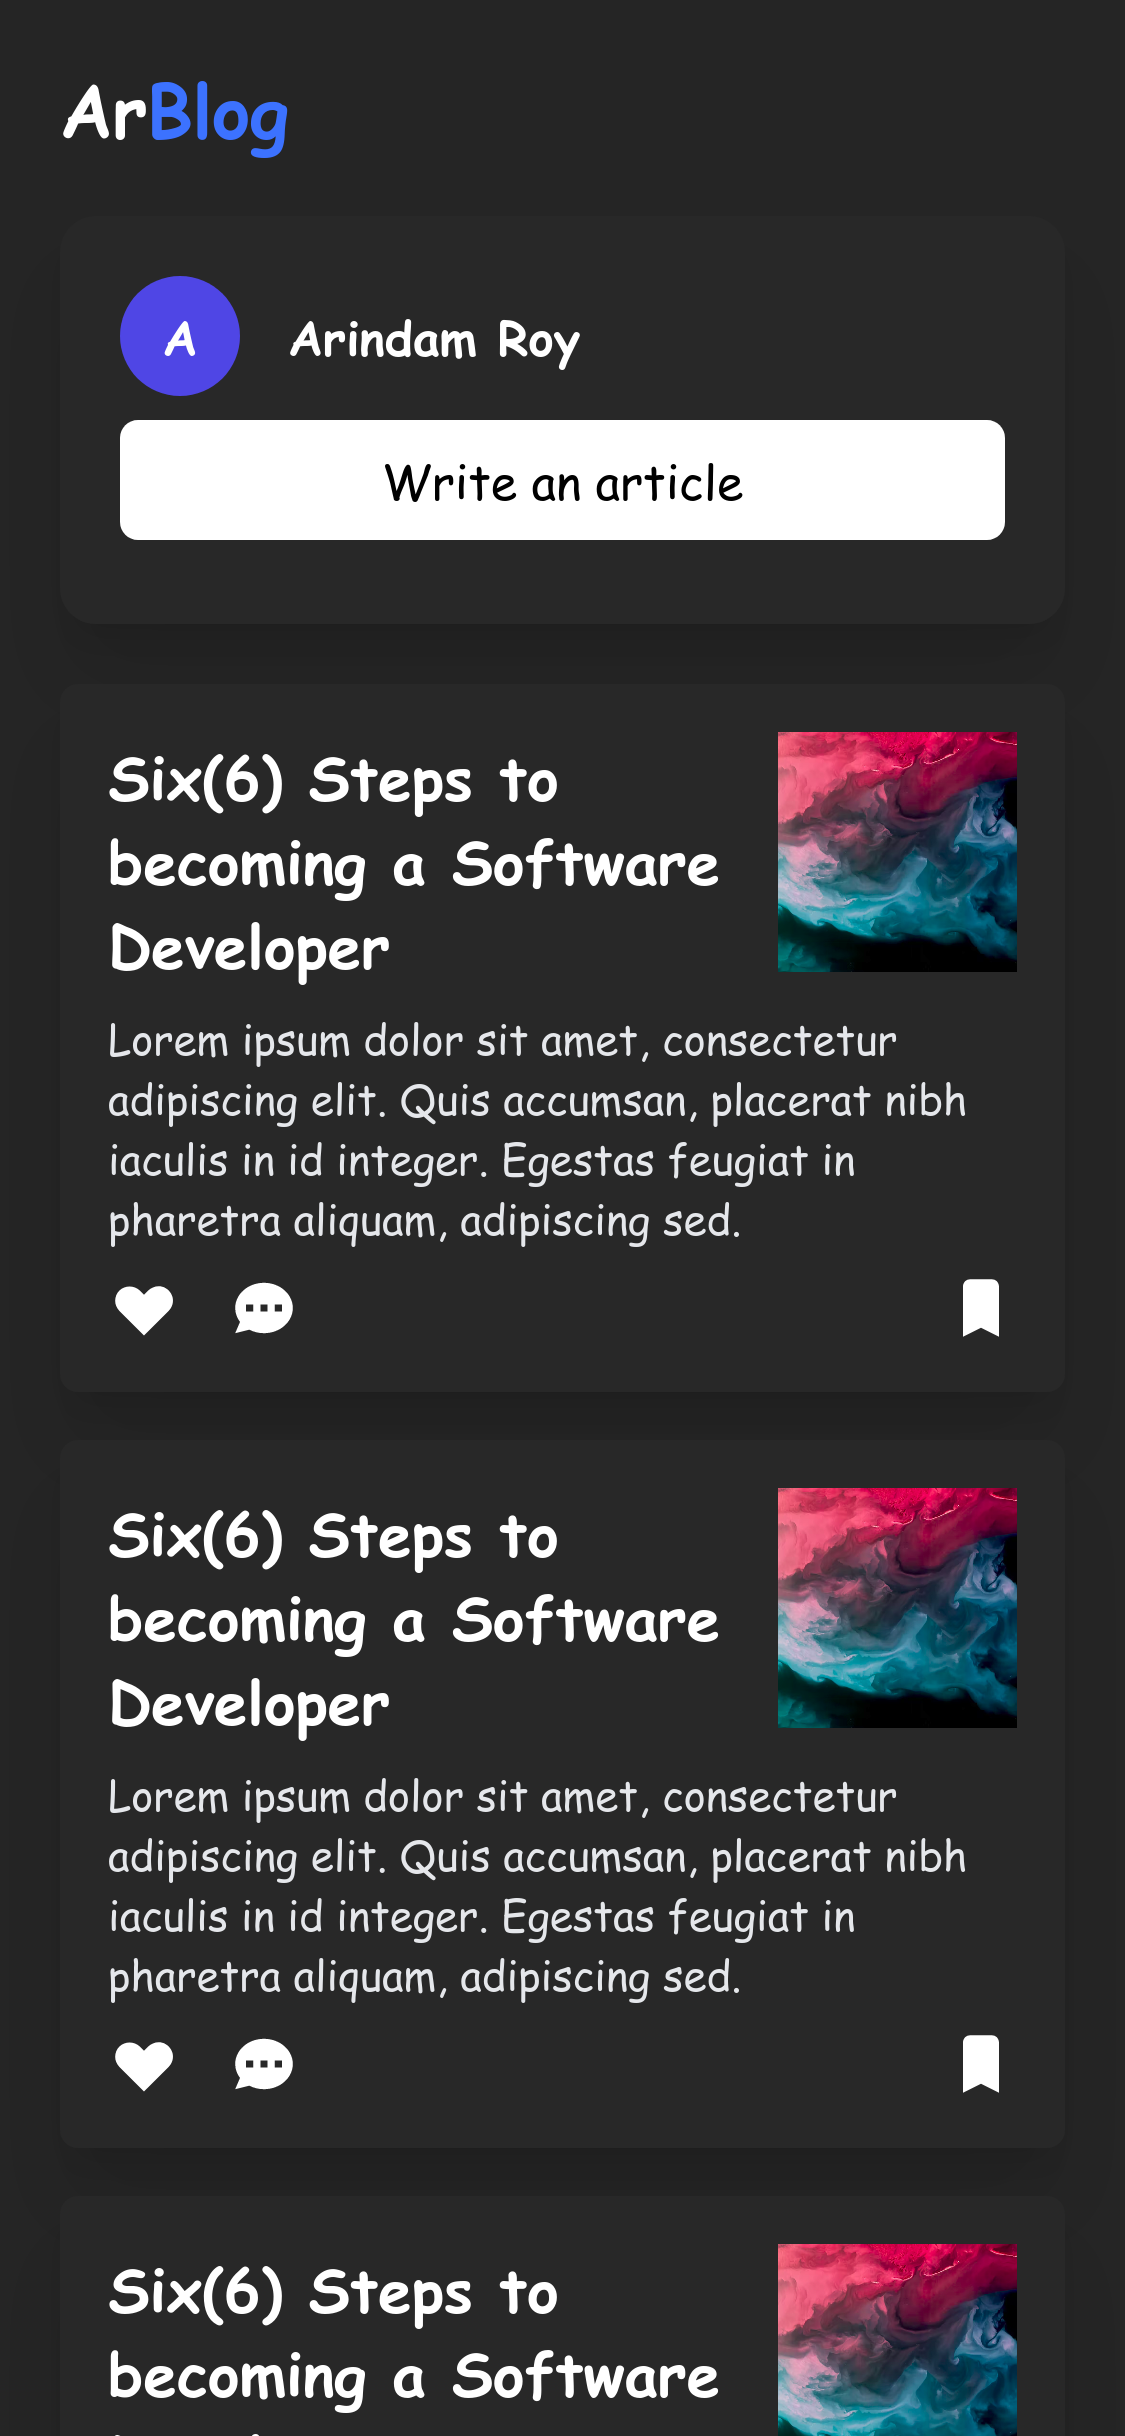 ArBlog
A
Arindam Roy
Write an article
Six(6) Steps to
becoming a Software
Developer
Lorem ipsum dolor sit amet, consectetur
adipiscing elit. Quis accumsan, placerat nibh
iaculis in id integer. Egestas feugiat in
pharetra aliquam, adipiscing sed.
Six(6) Steps to
becoming a Software
Developer
Lorem ipsum dolor sit amet, consectetur
adipiscing elit. Quis accumsan, placerat nibh
iaculis in id integer. Egestas feugiat in
pharetra aliquam, adipiscing sed.
Six(6) Steps to
becoming a Software